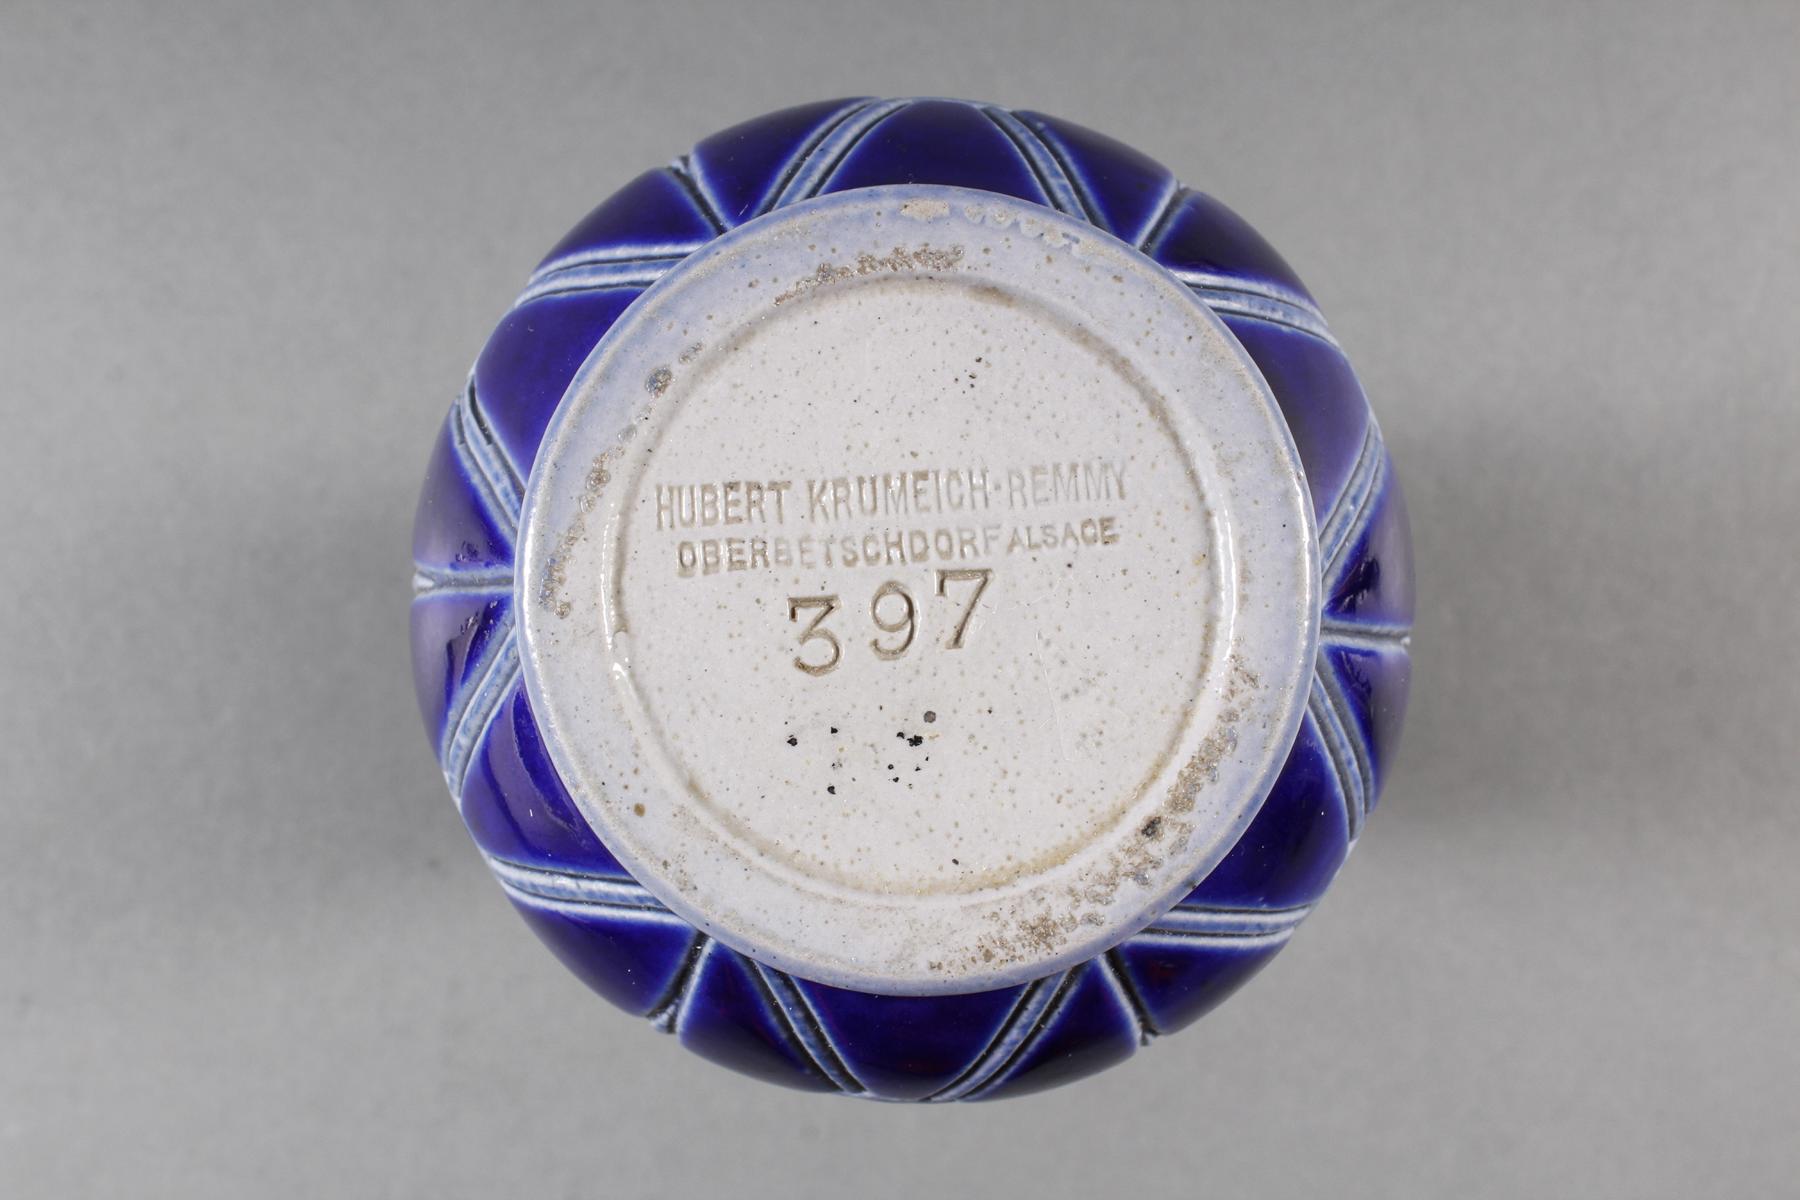 HUBERT KRUMEICH-REMMY
OBERBETSCHDORF ALSACE
397